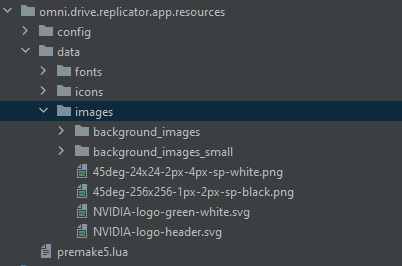 omni.drive.replicator.app.resources
config
data
fonts
icons
images
background_images
background_images_small
45deg-24x24-2px-4px-sp-white.png
45deg-256x256-1px-2px-sp-black.png
NVIDIA-logo-green-white.svg
NVIDIA-logo-header.svg
premake5.lua